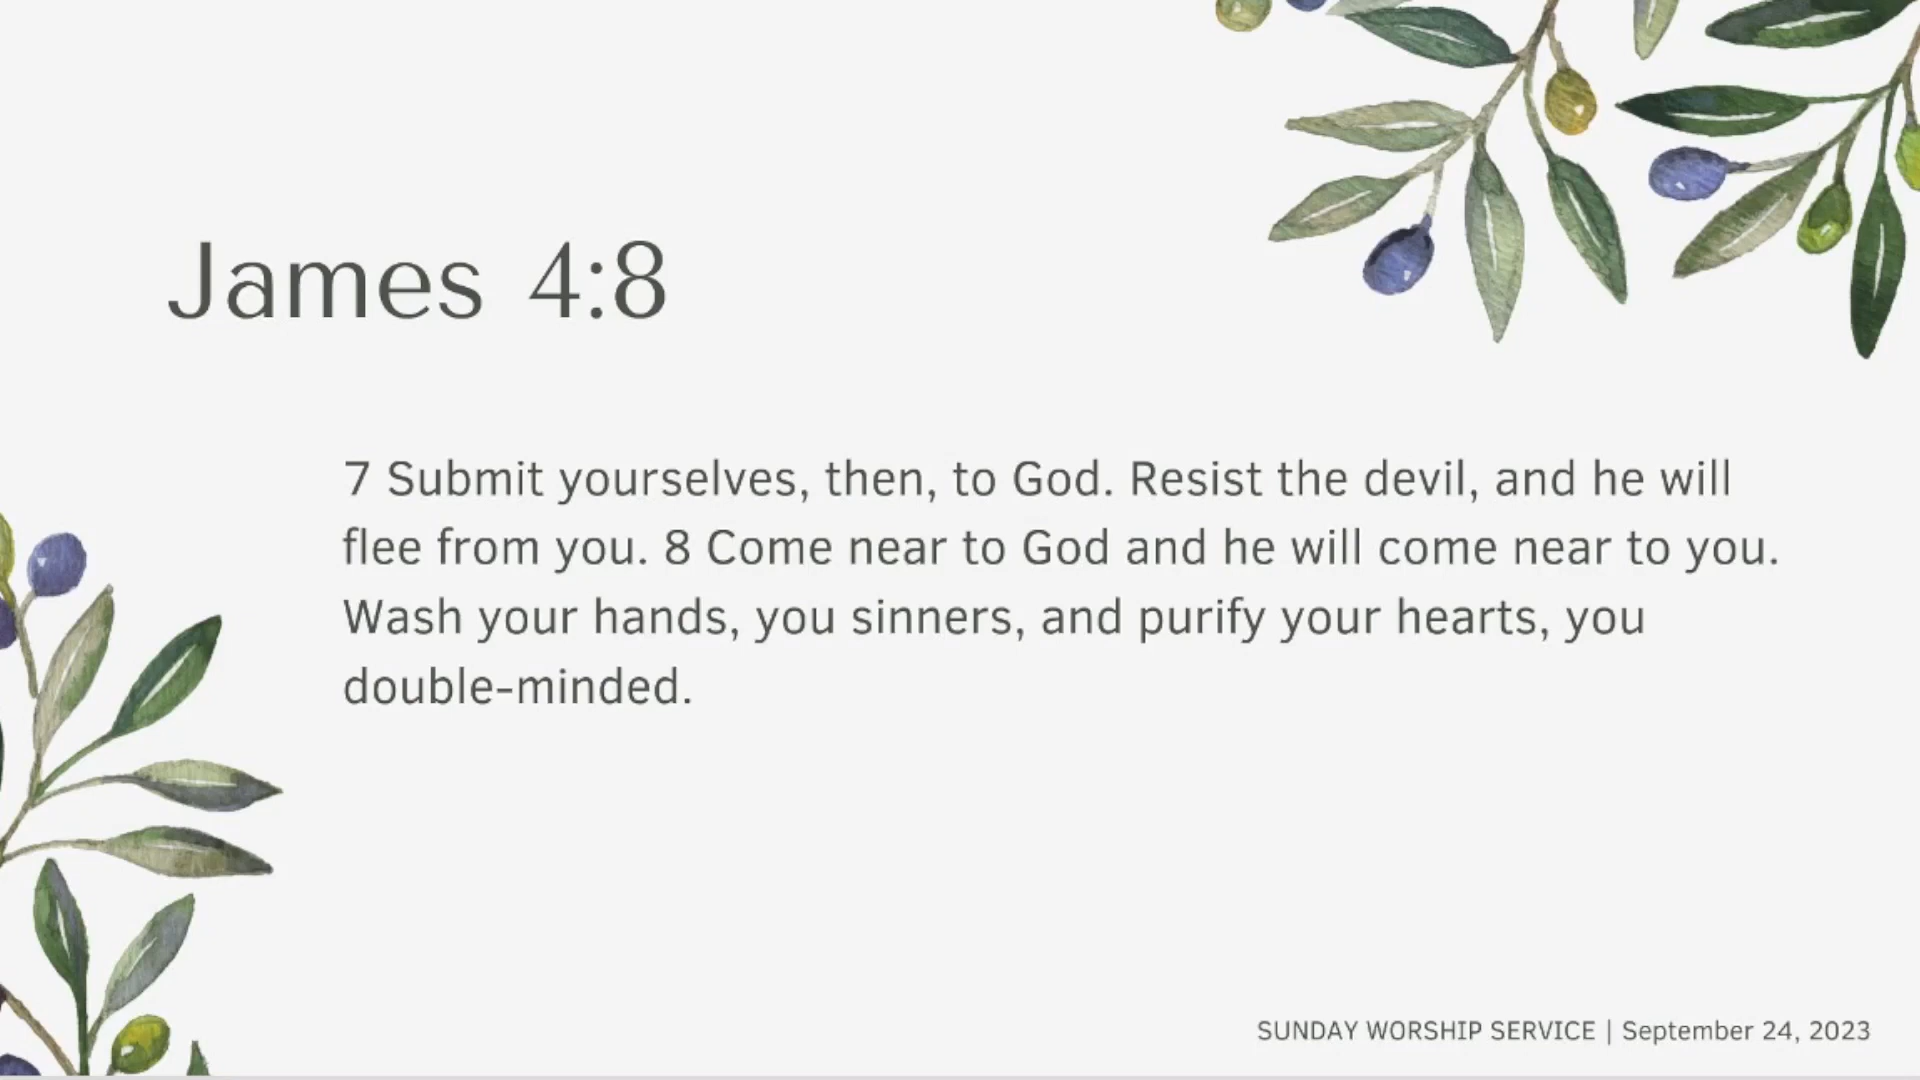 James 4:8
7 Submit yourselves, then, to God. Resist the devil, and he will
flee from you. 8 Come near to God and he will come near to you.
Wash your hands, you sinners, and purify your hearts, you
double-minded.
SUNDAY WORSHIP SERVICE | September 24, 2023